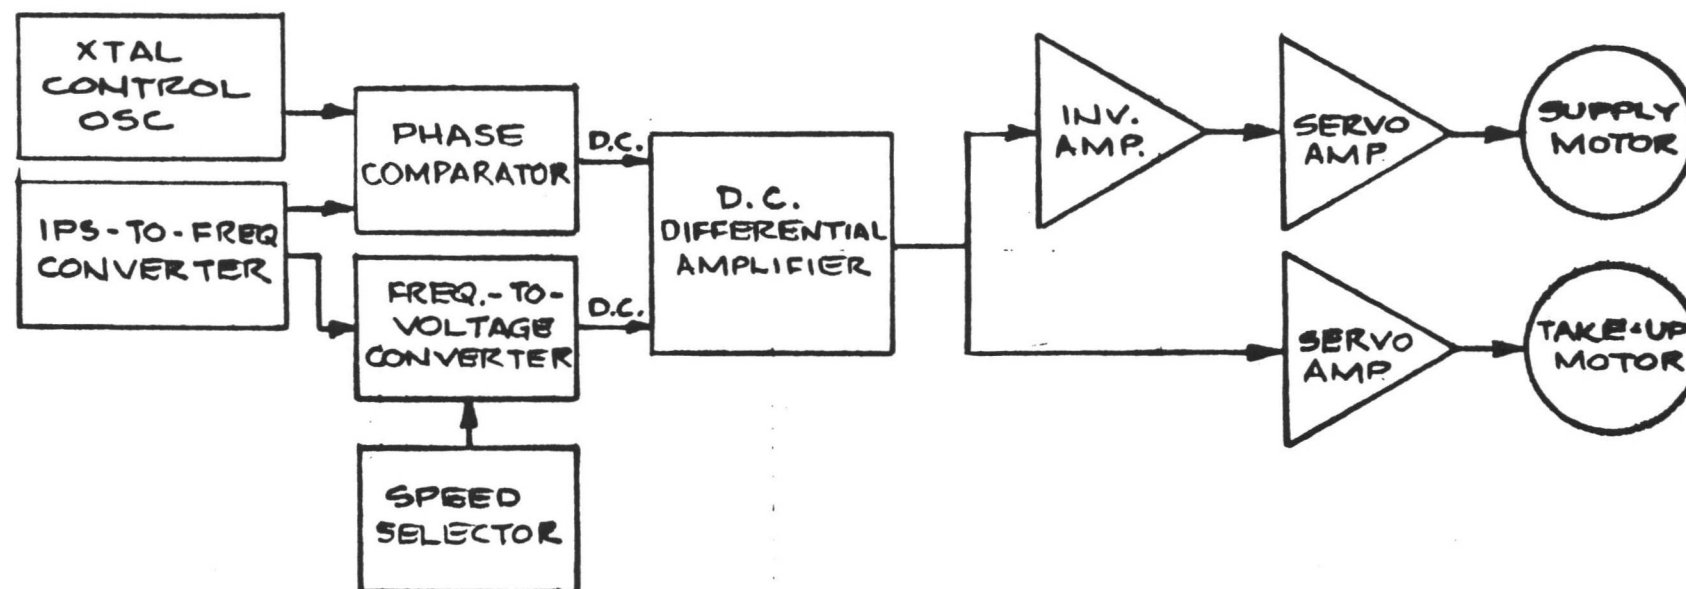 XTAL
CONTROL
OSC
IPS-TO-FREQ
CONVERTER
PHASE
COMPARATOR
D.C.
FREQ.-TO-
VOLTAGE
CONVERTER
D.C.
SPEED
SELECTOR
D.C.
DIFFERENTIAL
AMPLIFIER
INV.
AMP.
SERVO
AMP
SUPPLY
MOTOR
SERVO
AMP
TAKE-UP
MOTOR